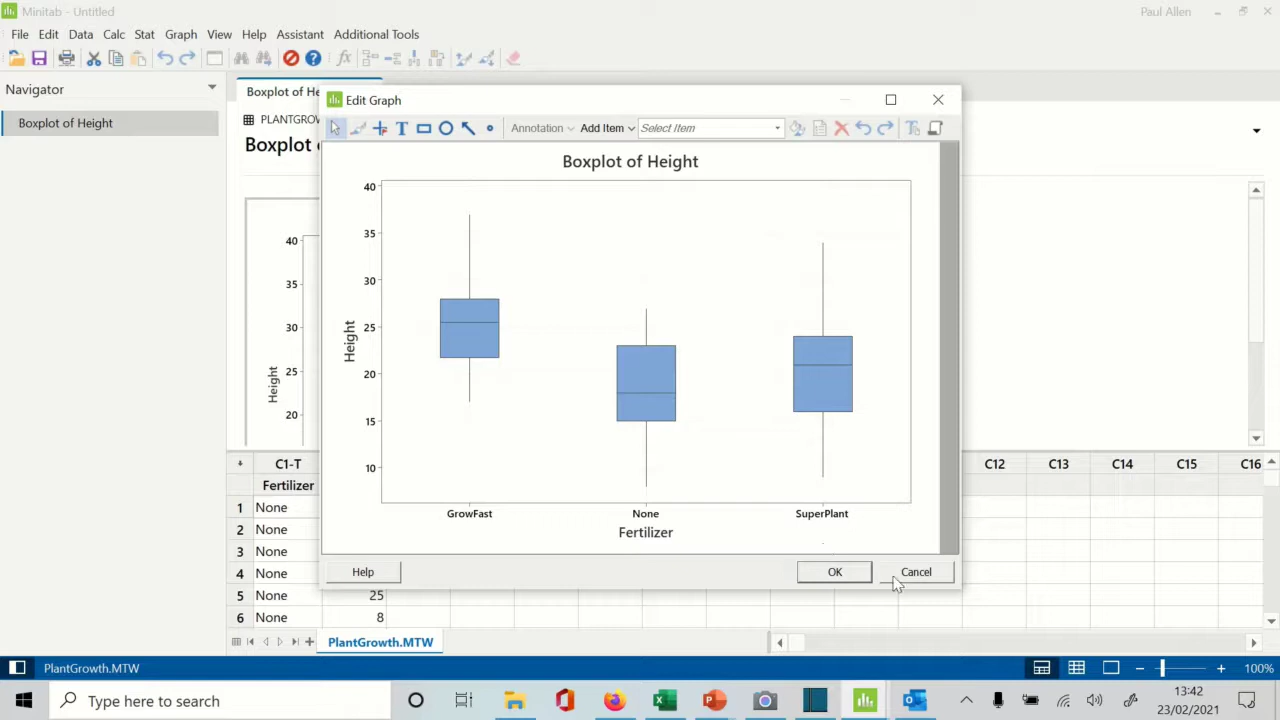 Minitab - Untitled
Paul Allen
File Edit Data Calc Stat Graph View Help Assistant Additional Tools
Navigator
Boxplot of He
Boxplot of Height
PLANTGRO
Boxplot
Edit Graph
Annotation Add Item Select Item
Boxplot of Height
40
35
30
25
20
15
10
Height
GrowFast None SuperPlant
Fertilizer
40
35
30
25
20
Height
Help OK Cancel
C1-T C12 C13 C14 C15 C16
Fertilizer
1 None
2 None
3 None
4 None
5 None 25
6 None 8
PlantGrowth.MTW
PlantGrowth.MTW
100%
Type here to search
13:42
23/02/2021